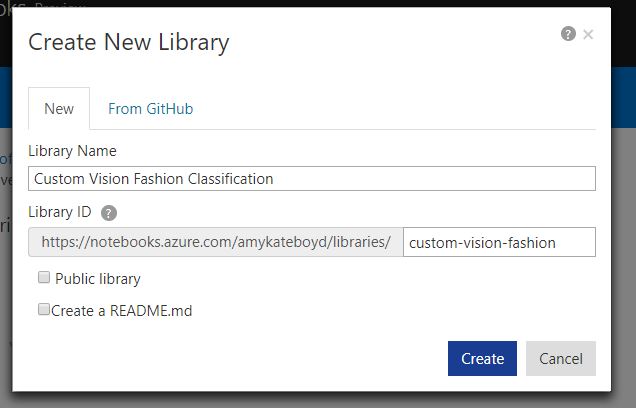 Preview
Create New Library
New
From GitHub
Library Name
Custom Vision Fashion Classification
Library ID
https://notebooks.azure.com/amykateboyd/libraries/ custom-vision-fashion
Public library
Create a README.md
Create Cancel